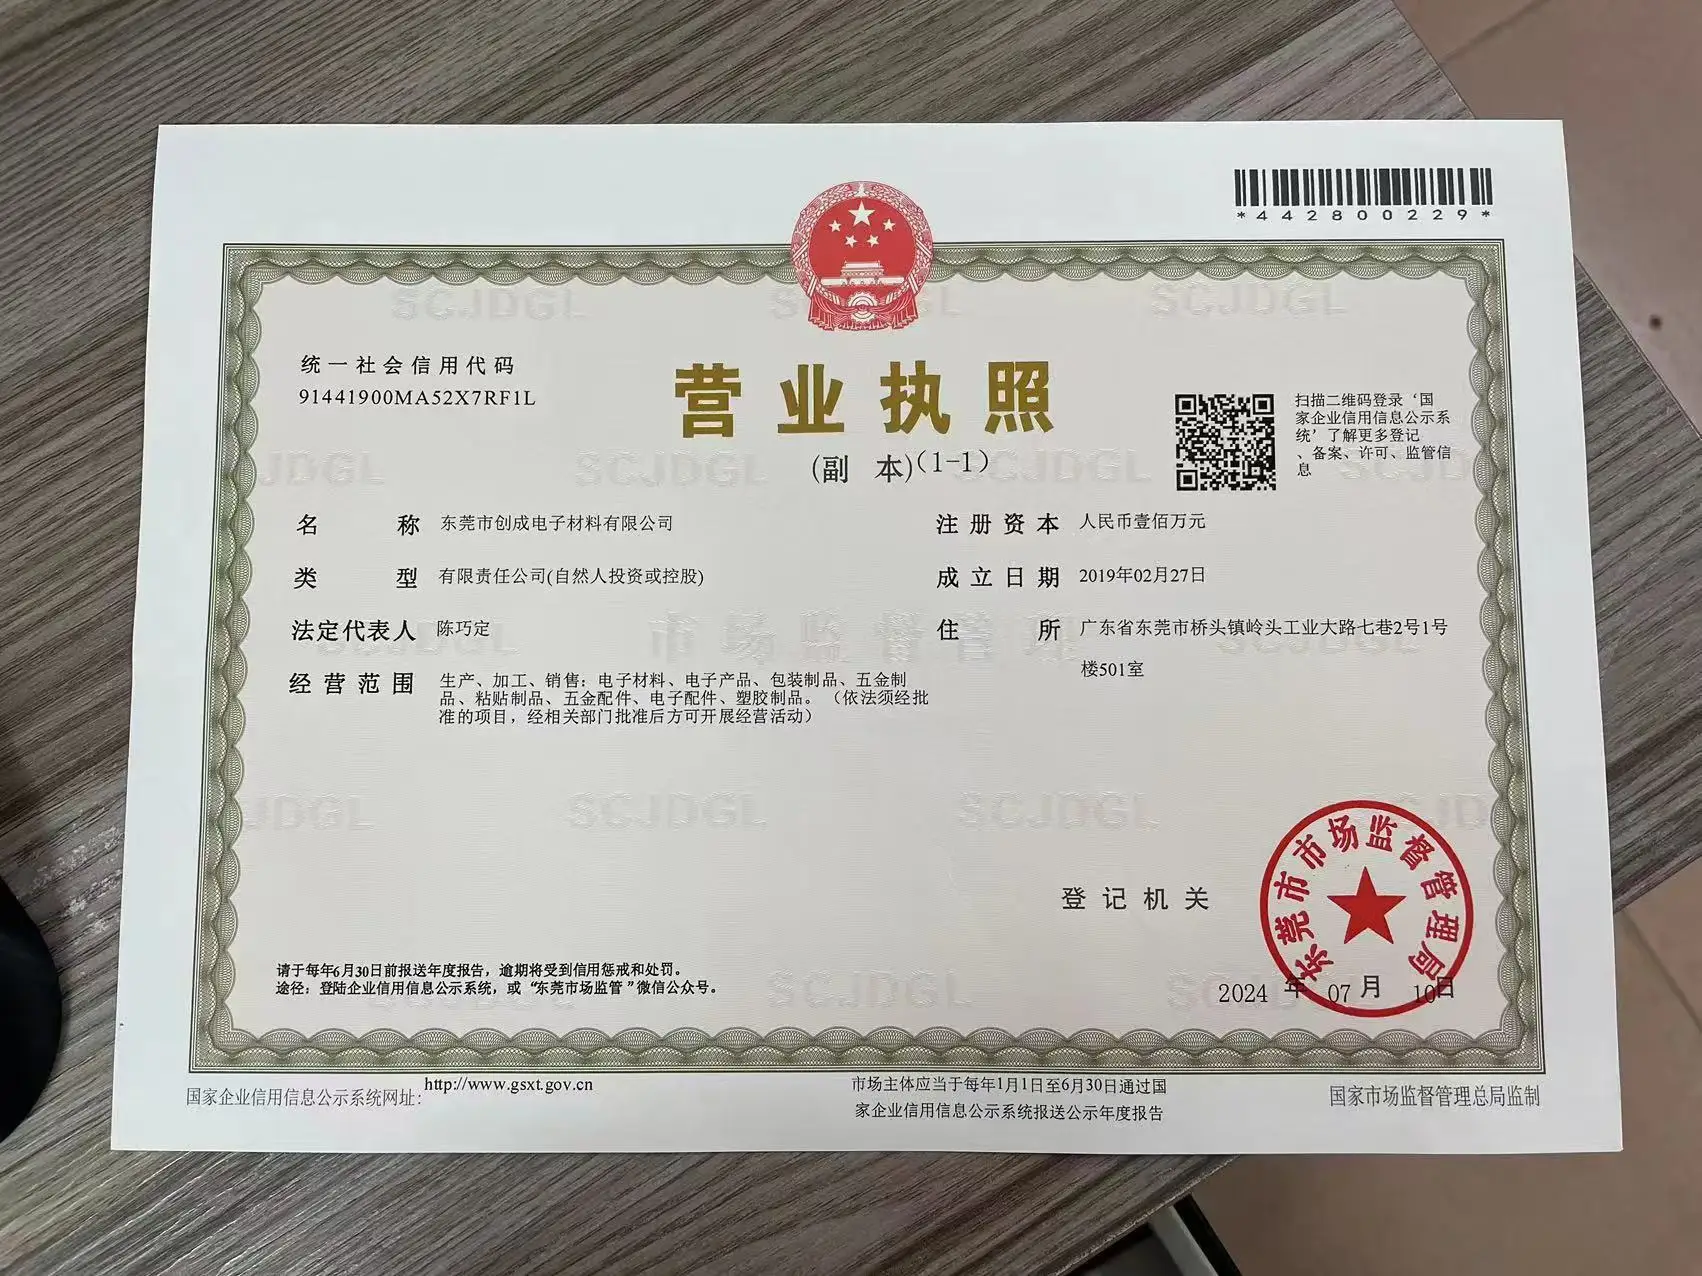 *442800229*
统一社会信用代码
91441900MA52X7RF1L
营业执照
(副 本)(1-1)
扫描二维码登录‘国
家企业信用信息公示系
统’了解更多登记
、备案、许可、监管信
息
名 称 东莞市创成电子材料有限公司
类 型 有限责任公司(自然人投资或控股)
法定代表人 陈巧定
经营范围 生产、加工、销售：电子材料、电子产品、包装制品、五金制
品、粘贴制品、五金配件、电子配件、塑胶制品。（依法须经批
准的项目，经相关部门批准后方可开展经营活动）
注册资本 人民币壹佰万元
成立日期 2019年02月27日
住 所 广东省东莞市桥头镇岭头工业大路七巷2号1号
楼501室
登记机关
东莞市市场监督管理局
2024 年 07 月 10日
请于每年6月30日前报送年度报告，逾期将受到信用惩戒和处罚。
途径：登陆企业信用信息公示系统，或“东莞市场监管”微信公众号。
国家企业信用信息公示系统网址：http://www.gsxt.gov.cn
市场主体应当于每年1月1日至6月30日通过国
家企业信用信息公示系统报送公示年度报告
国家市场监督管理总局监制
SCJDGL
SCJDGL
SCJDGL
SCJDGL
市场监督管理